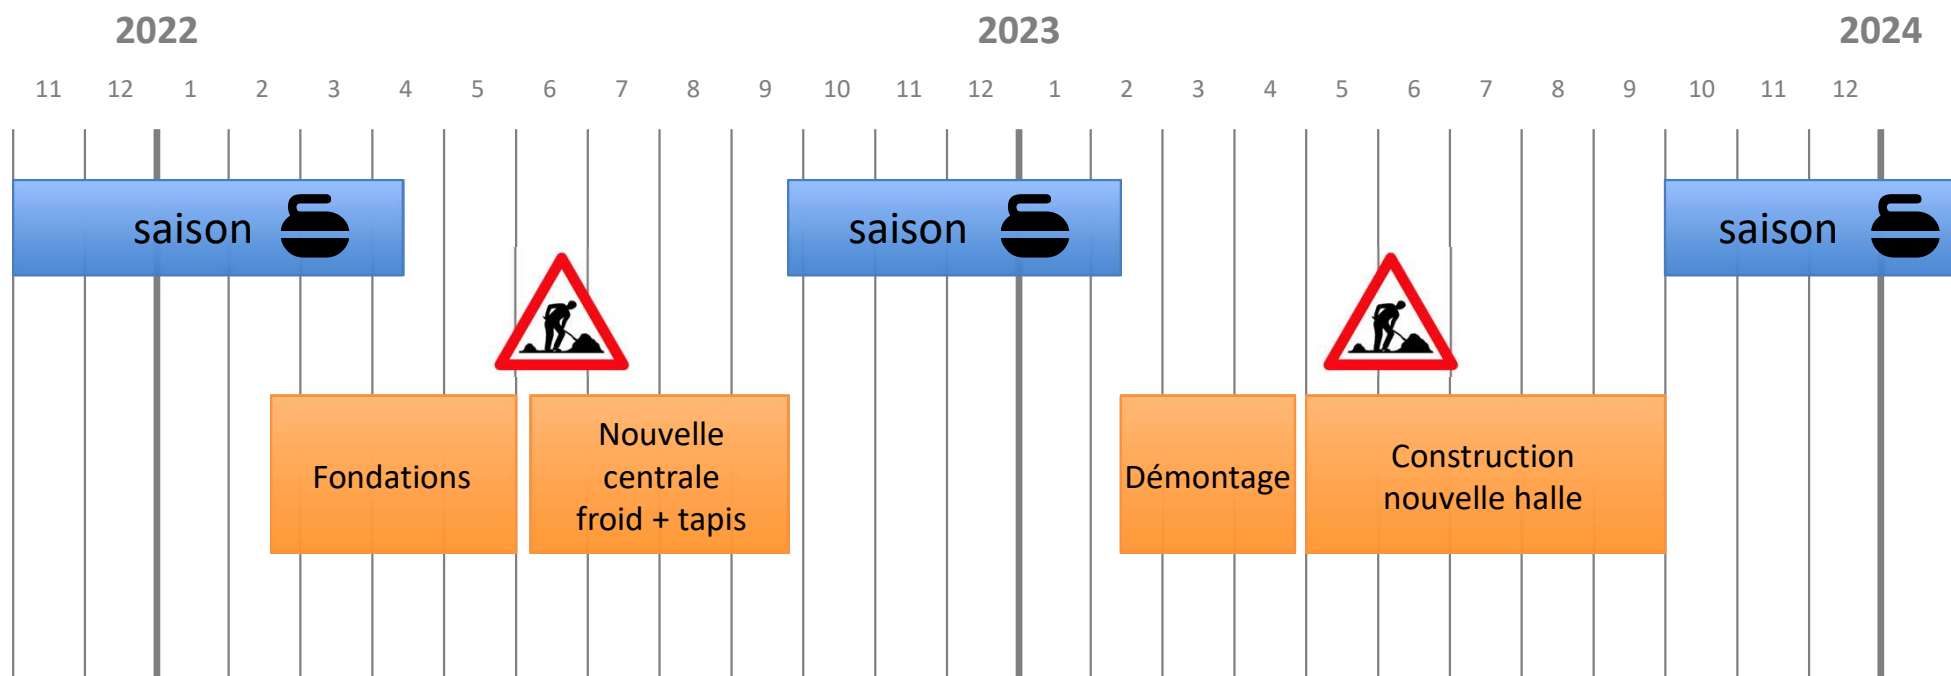 2022 2023 2024
11 12 1 2 3 4 5 6 7 8 9 10 11 12 1 2 3 4 5 6 7 8 9 10 11 12
saison saison saison
Fondations
Nouvelle
centrale
froid + tapis
Démontage
Construction
nouvelle halle